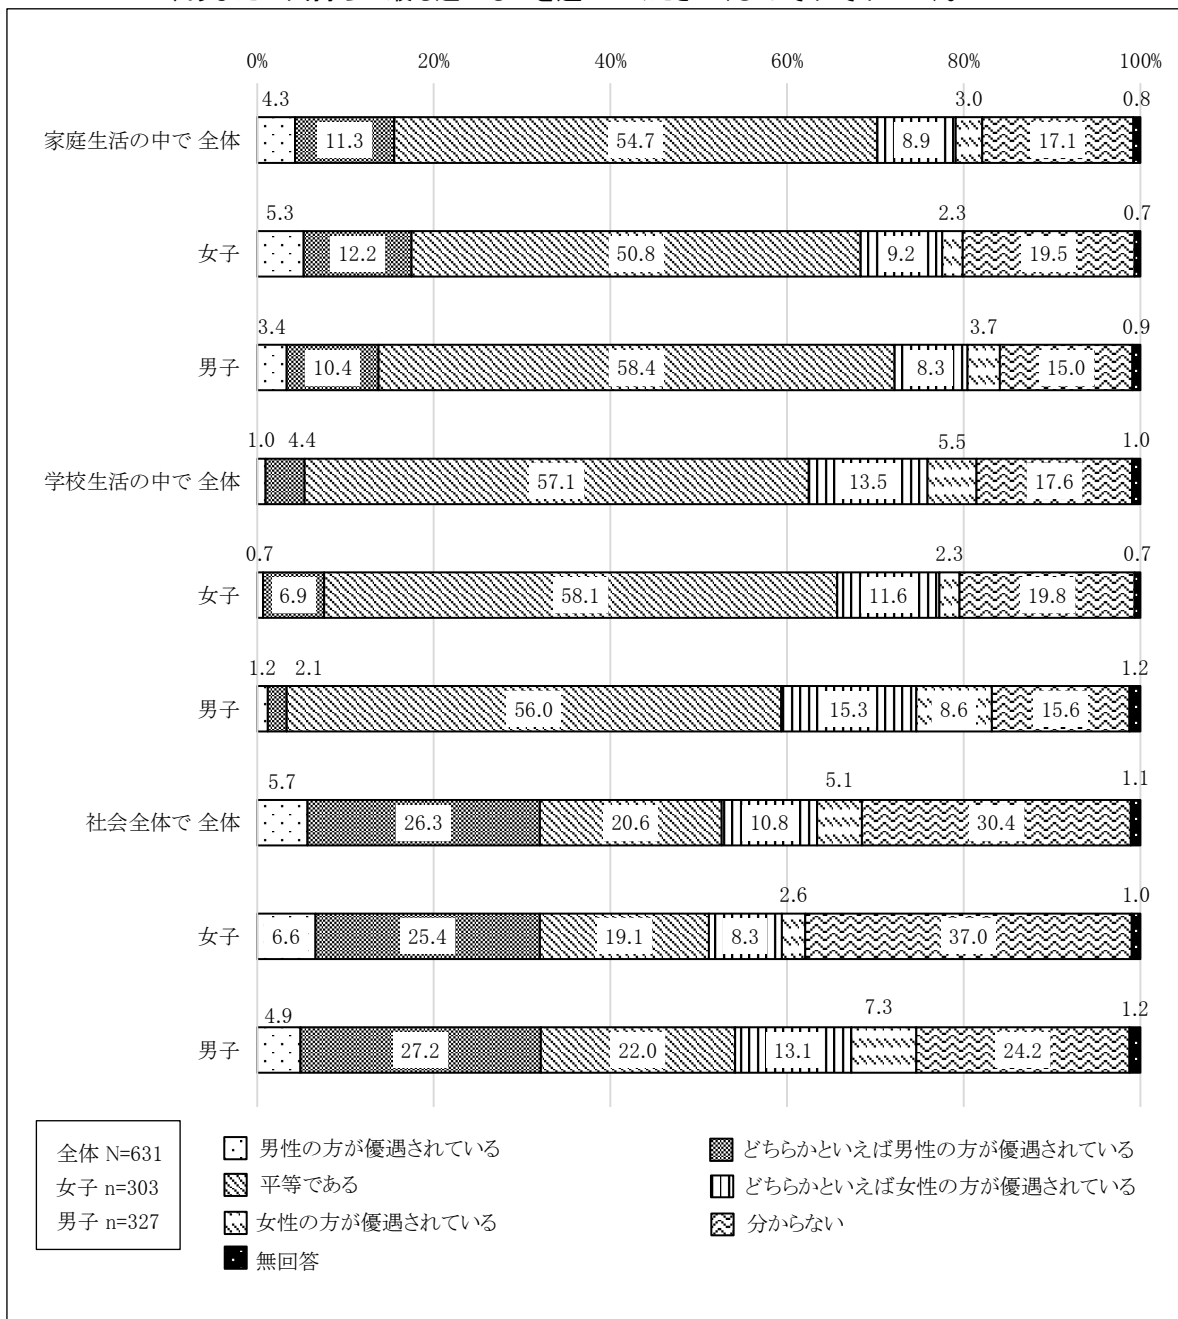 0% 20% 40% 60% 80% 100%
4.3 3.0 0.8
家庭生活の中で 全体 11.3 54.7 8.9 17.1
5.3 2.3 0.7
女子 12.2 50.8 9.2 19.5
3.4 3.7 0.9
男子 10.4 58.4 8.3 15.0
1.0 4.4 5.5 1.0
学校生活の中で 全体 57.1 13.5 17.6
0.7 2.3 0.7
女子 6.9 58.1 11.6 19.8
1.2 2.1 1.2
男子 56.0 15.3 8.6 15.6
5.7 5.1 1.1
社会全体で 全体 26.3 20.6 10.8 30.4
2.6 1.0
女子 6.6 25.4 19.1 8.3 37.0
4.9 7.3 1.2
男子 27.2 22.0 13.1 24.2
全体 N=631
女子 n=303
男子 n=327
男性の方が優遇されている
どちらかといえば男性の方が優遇されている
平等である
どちらかといえば女性の方が優遇されている
女性の方が優遇されている
分からない
無回答